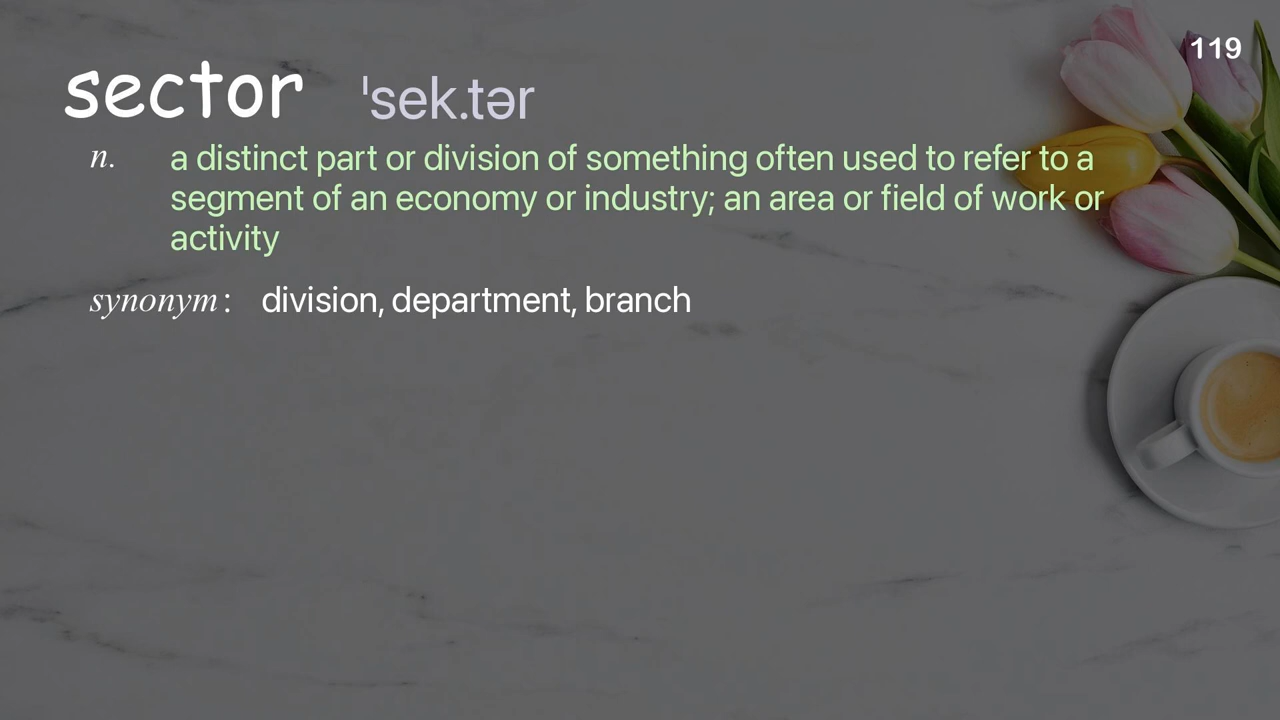 119
sector ˈsek.tər
n. a distinct part or division of something often used to refer to a
segment of an economy or industry; an area or field of work or
activity
synonym: division, department, branch